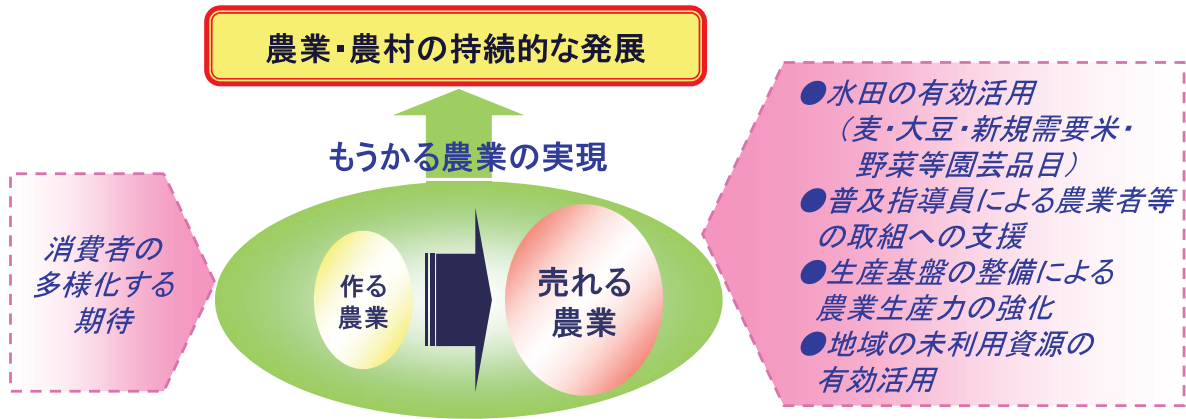 農業・農村の持続的な発展
もうかる農業の実現
消費者の
多様化する
期待
作る
農業
売れる
農業
●水田の有効活用
（麦・大豆・新規需要米・
野菜等園芸品目）
●普及指導員による農業者等
の取組への支援
●生産基盤の整備による
農業生産力の強化
●地域の未利用資源の
有効活用